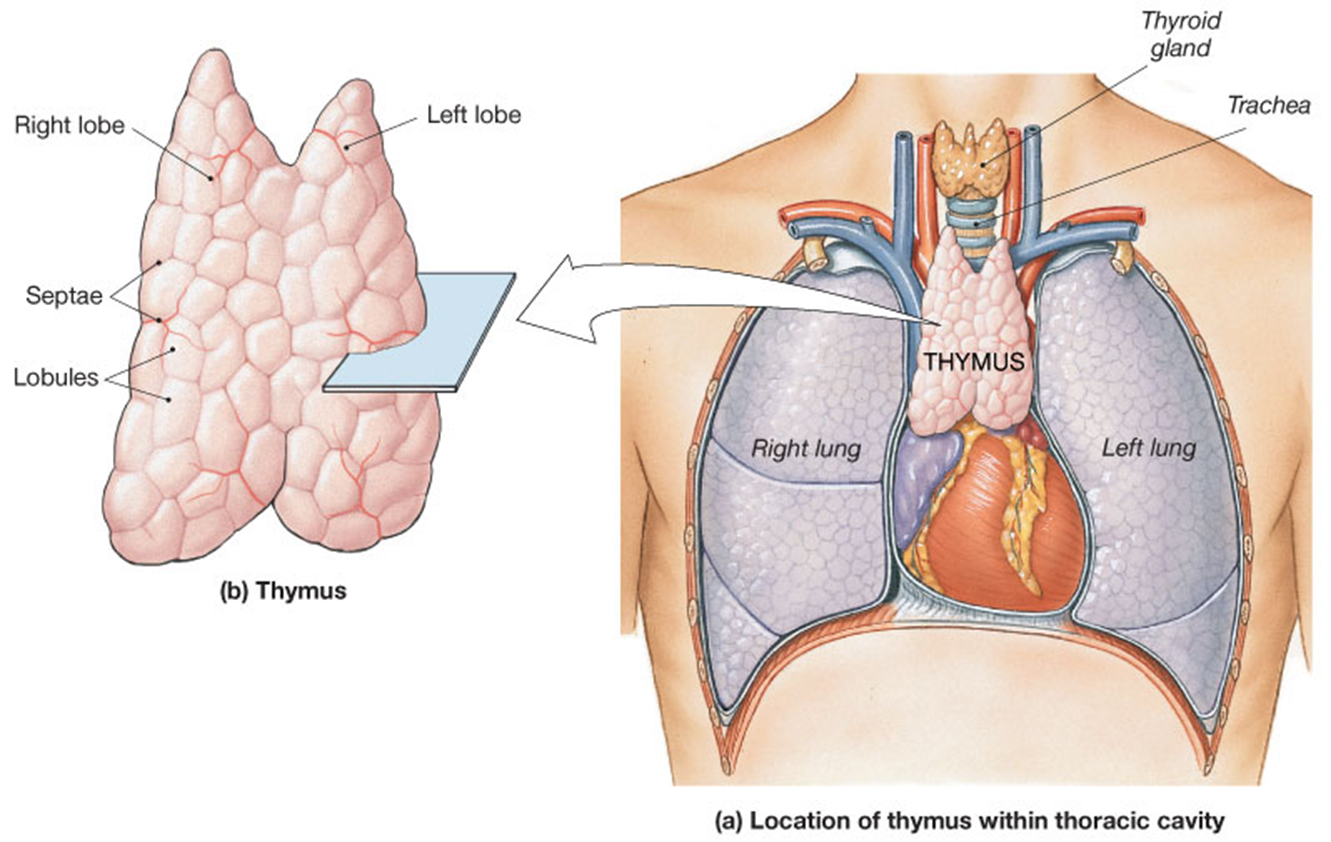 Right lobe
Left lobe
Septae
Lobules
(b) Thymus
Thyroid
gland
Trachea
THYMUS
Right lung
Left lung
(a) Location of thymus within thoracic cavity